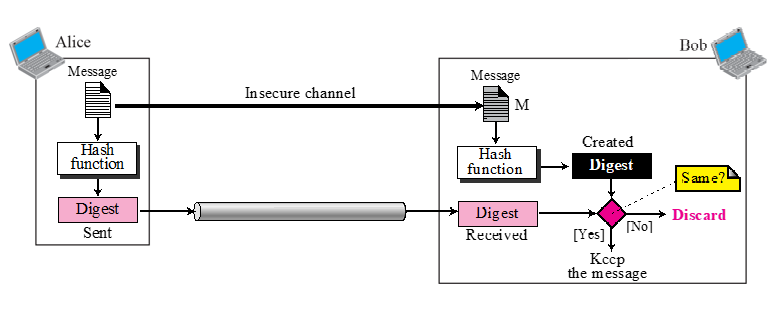 Alice
Bob
Message
Message
Insecure channel
M
Hash
function
Hash
function
Created
Digest
Same?
Digest
Sent
Digest
Received
[Yes]
[No]
Discard
Kccp
the message